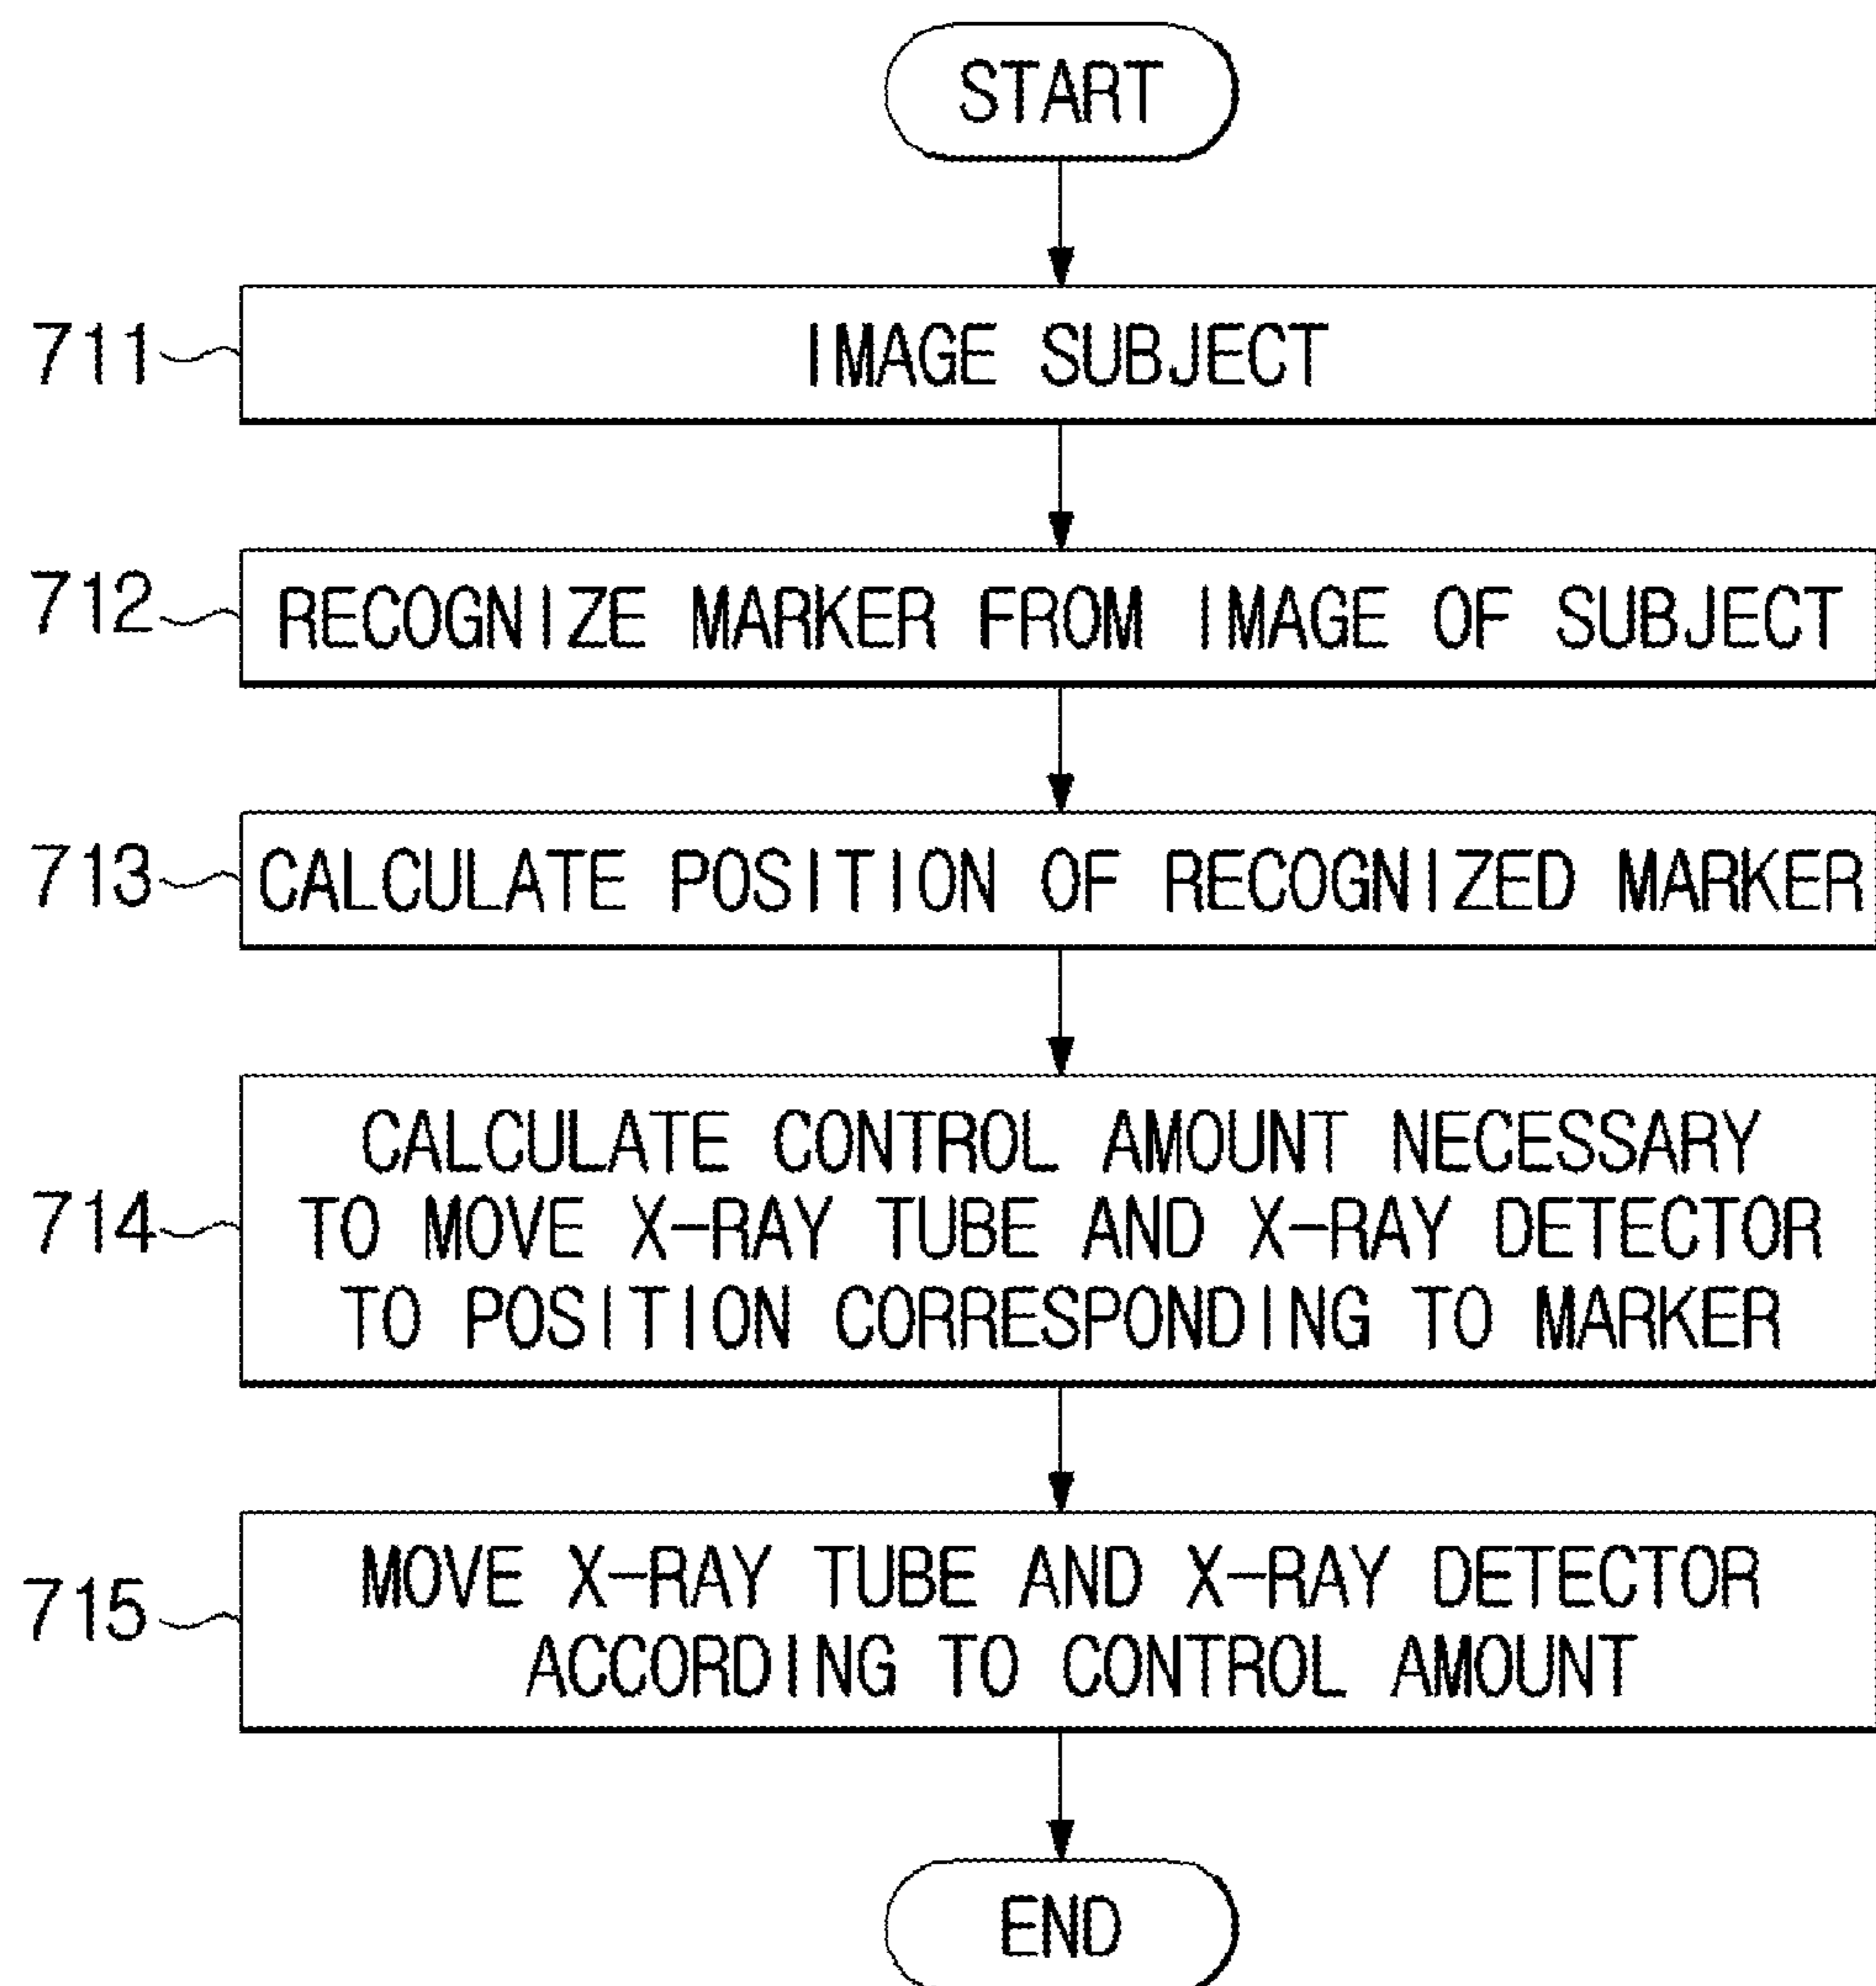 START
711 IMAGE SUBJECT
712 RECOGNIZE MARKER FROM IMAGE OF SUBJECT
713 CALCULATE POSITION OF RECOGNIZED MARKER
CALCULATE CONTROL AMOUNT NECESSARY
714 TO MOVE X-RAY TUBE AND X-RAY DETECTOR
TO POSITION CORRESPONDING TO MARKER
715 MOVE X-RAY TUBE AND X-RAY DETECTOR
ACCORDING TO CONTROL AMOUNT
END